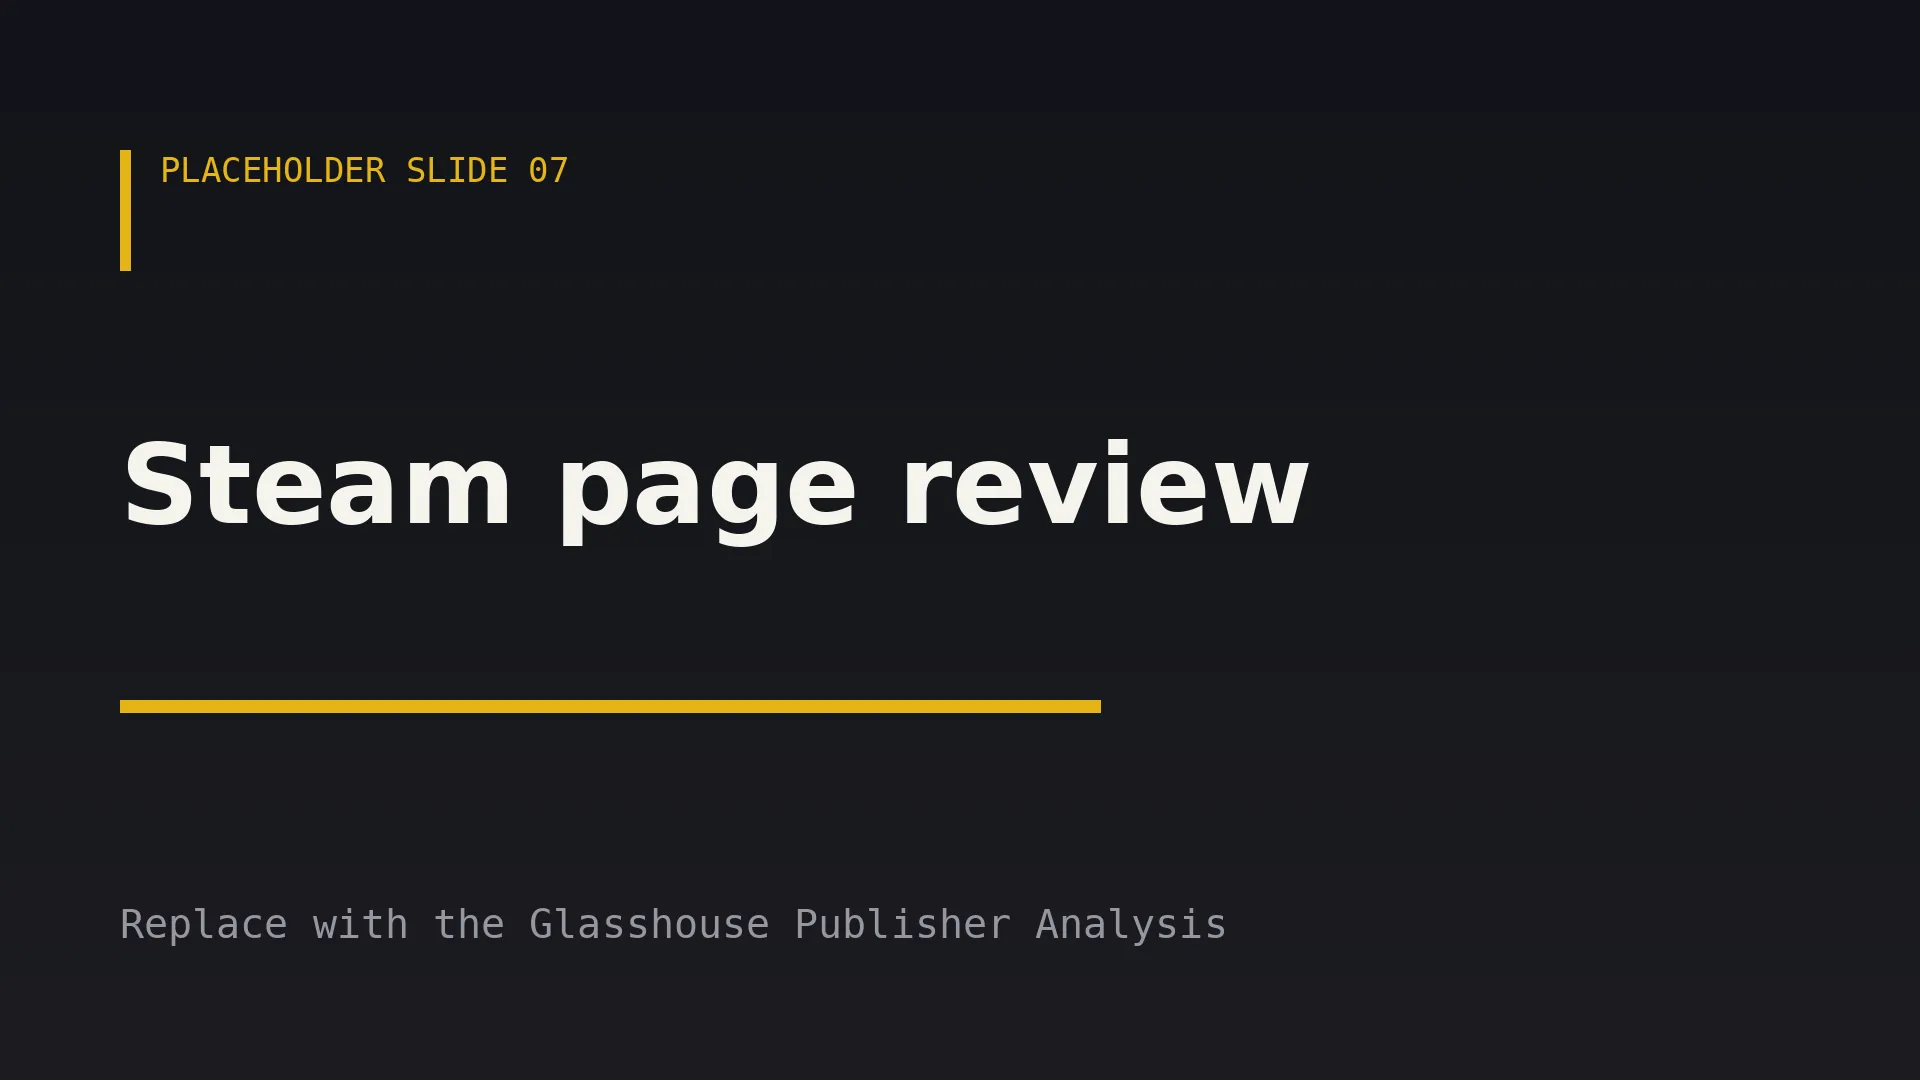 PLACEHOLDER SLIDE 07
Steam page review
Replace with the Glasshouse Publisher Analysis